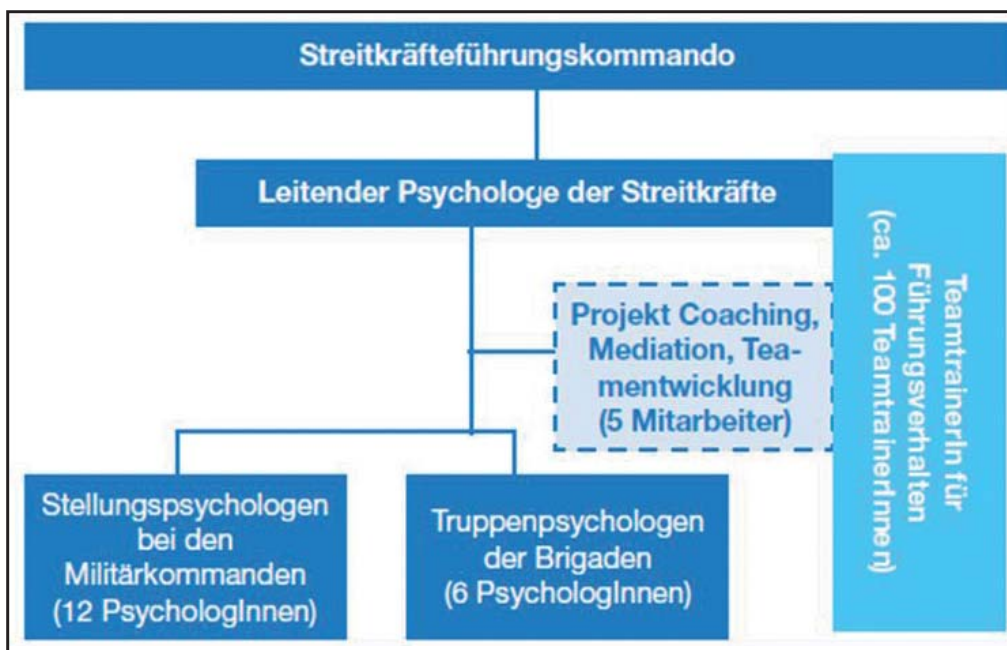 Streitkräfteführungskommando
Leitender Psychologe der Streitkräfte
Projekt Coaching,
Mediation, Tea-
mentwicklung
(5 Mitarbeiter)
TeamtrainerIn für
Führungsverhalten
(ca. 100 TeamtrainerInnen)
Stellungspsychologen
bei den
Militärkommanden
(12 PsychologInnen)
Truppenpsychologen
der Brigaden
(6 PsychologInnen)